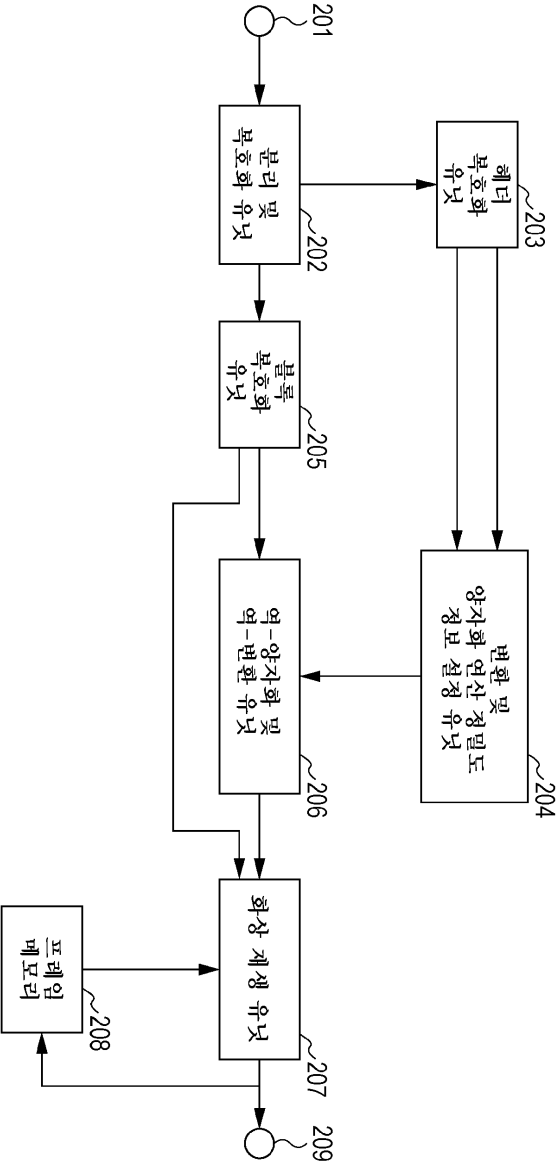 201
분리 및
복호화 유닛
202
헤더
복호화
유닛
203
변환 및
양자화 연산 정밀도
정보 설정 유닛
204
블록
복호화
유닛
205
역-양자화 및
역-변환 유닛
206
화상 재생 유닛
207
프레임
메모리
208
209